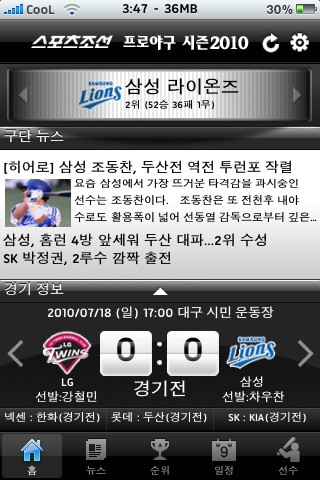 CooL 3:47 - 36MB 30%
스포츠조선 프로야구 시즌2010
SAMSUNG Lions
삼성 라이온즈
2위 (52승 36패 1무)
구단 뉴스
[히어로] 삼성 조동찬, 두산전 역전 투런포 작렬
요즘 삼성에서 가장 뜨거운 타격감을 과시중인
선수는 조동찬이다. 조동찬은 또 전천후 내야
수로도 활용폭이 넓어 선동열 감독으로부터 깊은...
삼성, 홈런 4방 앞세워 두산 대파...2위 수성
SK 박정권, 2루수 깜짝 출전
경기 정보
2010/07/18 (일) 17:00 대구 시민 운동장
LG TWINS
0 : 0
SAMSUNG Lions
LG
선발:강철민
경기전
삼성
선발:차우찬
넥센 : 한화(경기전) 롯데 : 두산(경기전) SK : KIA(경기전)
9
홈 뉴스 순위 일정 선수